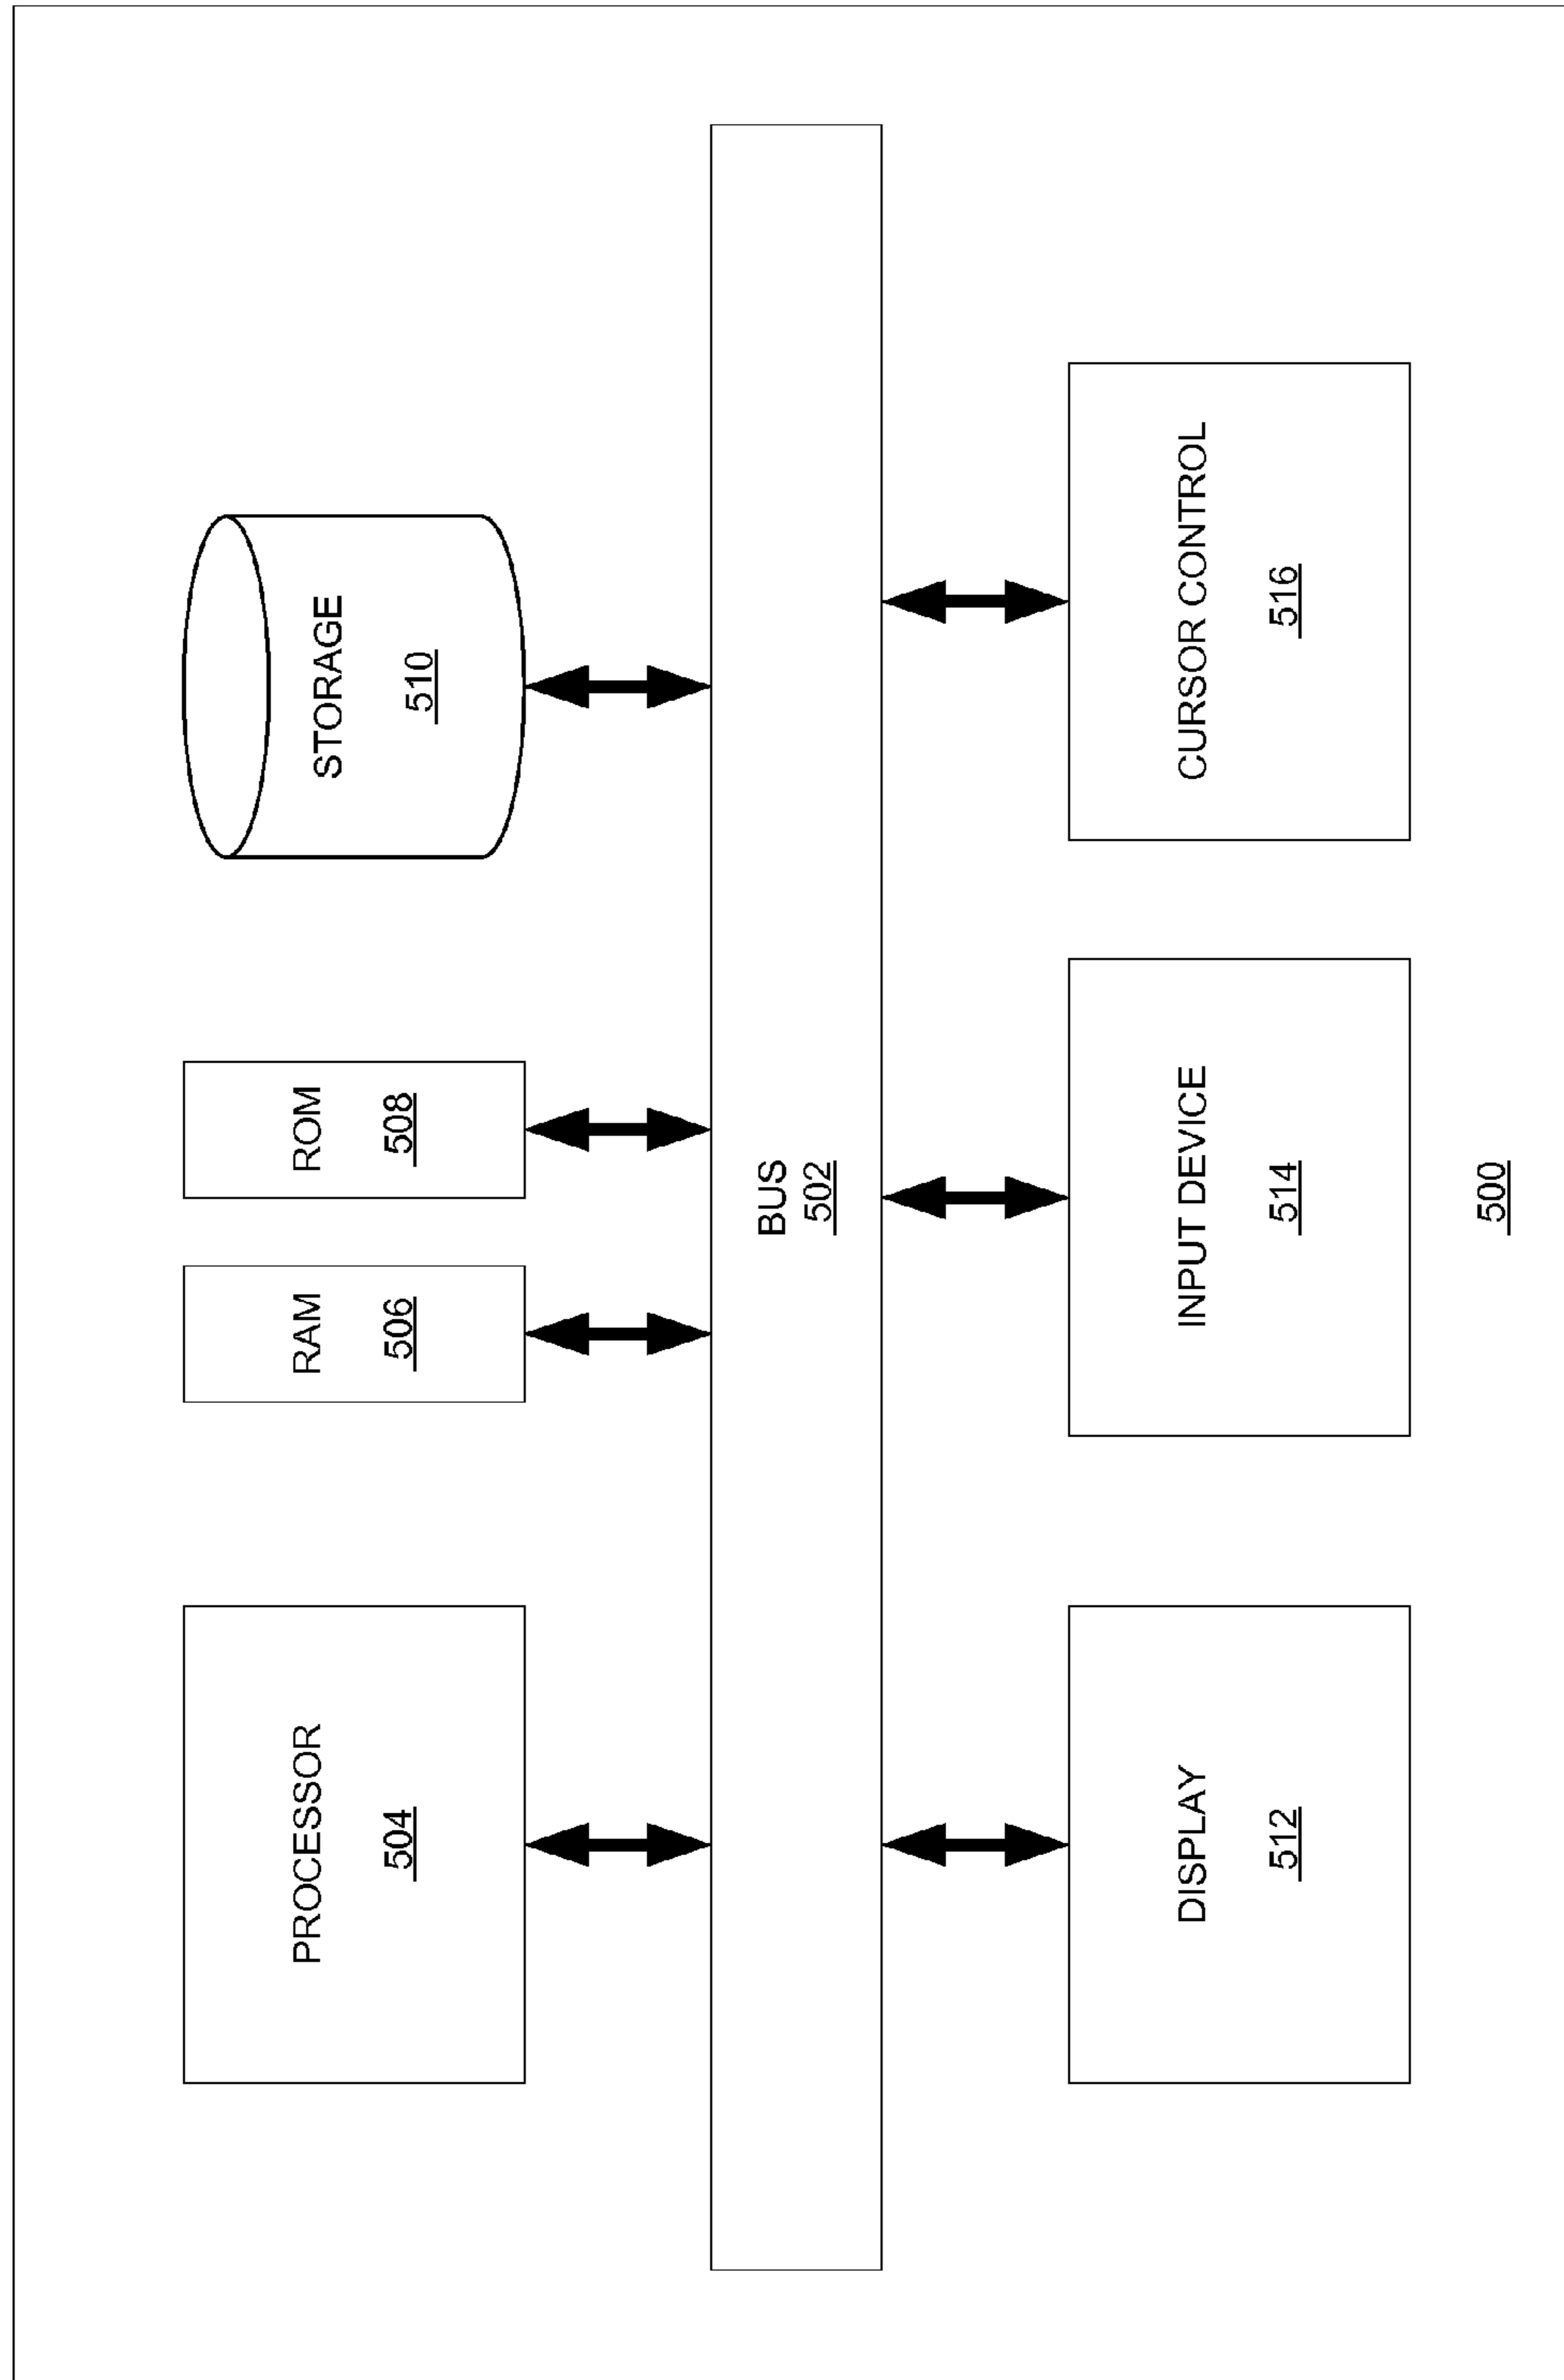 PROCESSOR
504
RAM
506
ROM
508
STORAGE
510
BUS
502
DISPLAY
512
INPUT DEVICE
514
CURSOR CONTROL
516
500